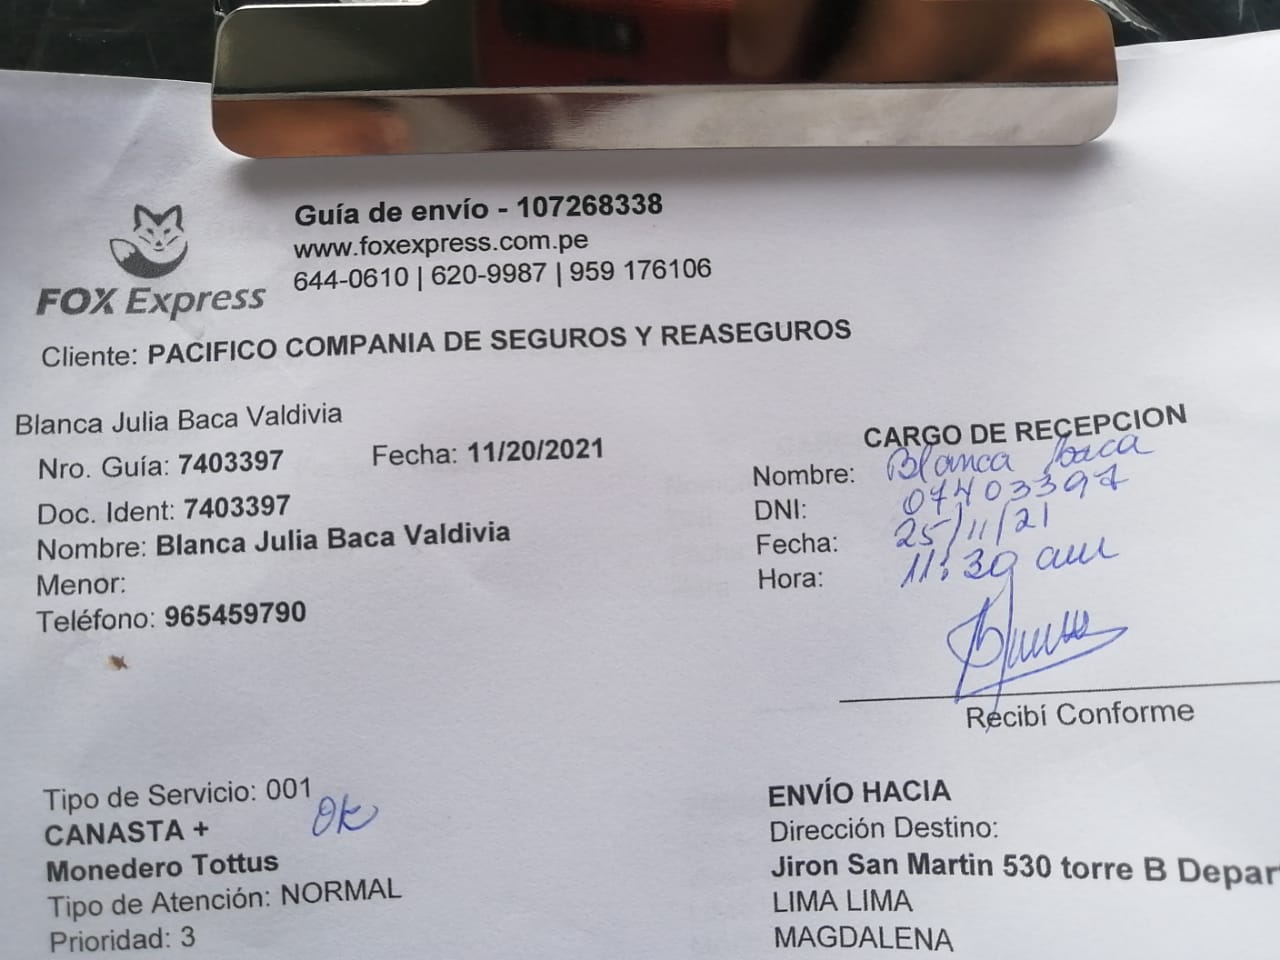 Guía de envío - 107268338
www.foxexpress.com.pe
644-0610 | 620-9987 | 959 176106
FOX Express
Cliente: PACIFICO COMPANIA DE SEGUROS Y REASEGUROS
Blanca Julia Baca Valdivia
Nro. Guía: 7403397 Fecha: 11/20/2021
Doc. Ident: 7403397
Nombre: Blanca Julia Baca Valdivia
Menor:
Teléfono: 965459790
CARGO DE RECEPCION
Nombre: Blanca Baca
DNI: 07403397
Fecha: 25/11/21
Hora: 11:30 am
Recibí Conforme
Tipo de Servicio: 001
CANASTA + Ok
Monedero Tottus
Tipo de Atención: NORMAL
Prioridad: 3
ENVÍO HACIA
Dirección Destino:
Jiron San Martin 530 torre B Depar
LIMA LIMA
MAGDALENA